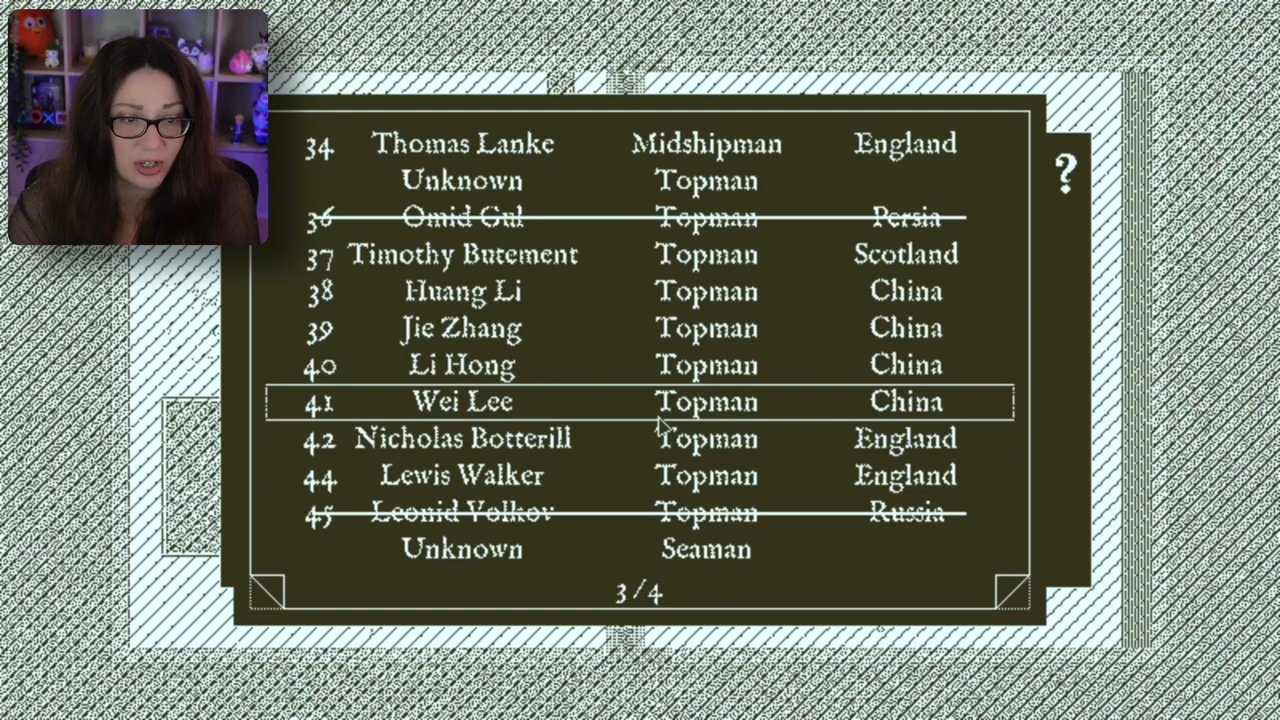 34 Thomas Lanke Midshipman England
Unknown Topman
36 Omid Gul Topman Persia
37 Timothy Butement Topman Scotland
38 Huang Li Topman China
39 Jie Zhang Topman China
40 Li Hong Topman China
41 Wei Lee Topman China
42 Nicholas Botterill Topman England
44 Lewis Walker Topman England
45 Leonid Volkov Topman Russia
Unknown Seaman
3/4
?